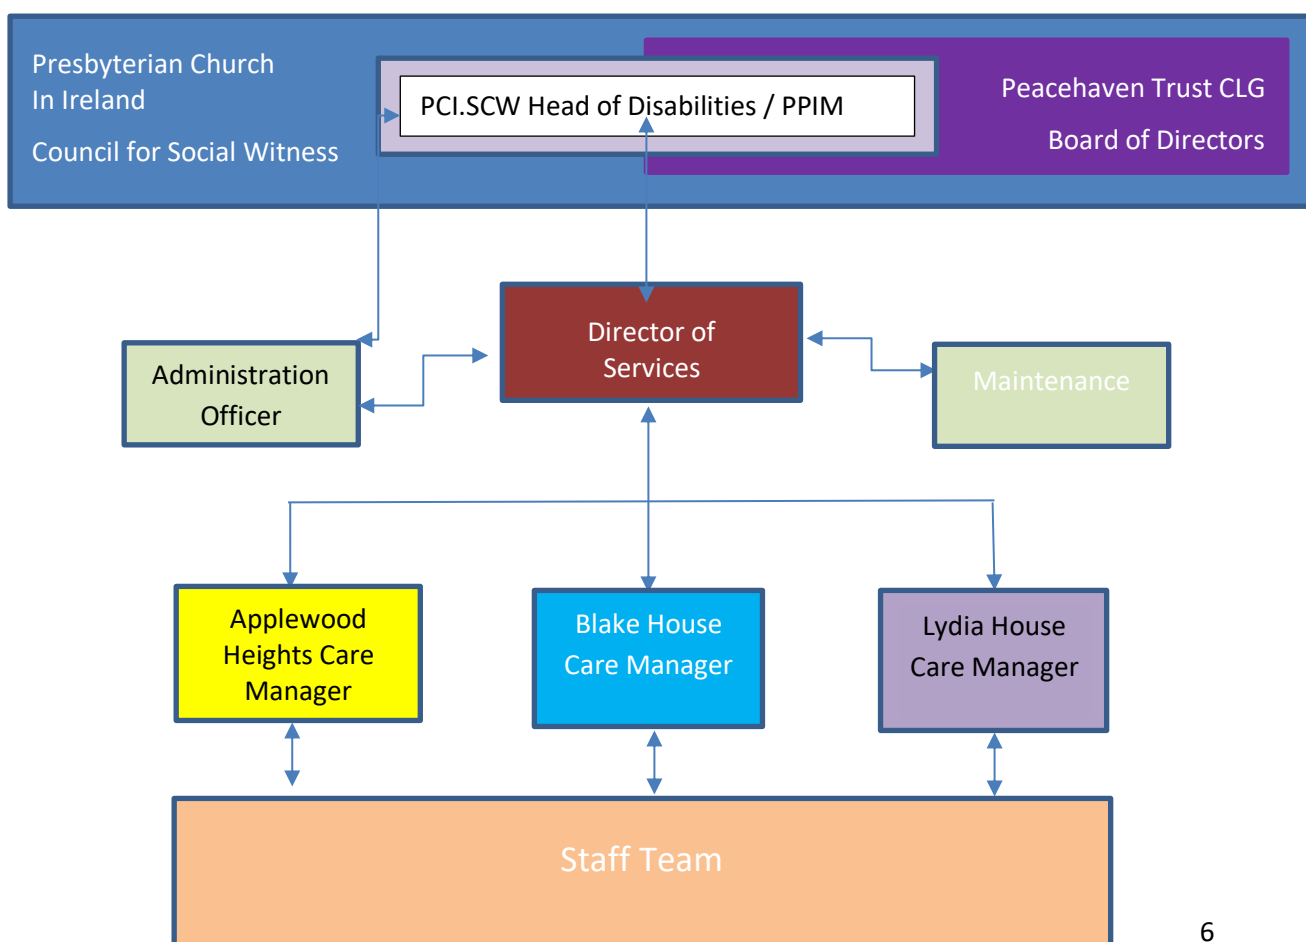 Presbyterian Church
In Ireland
Council for Social Witness
PCI.SCW Head of Disabilities / PPIM
Peacehaven Trust CLG
Board of Directors
Director of
Services
Administration
Officer
Maintenance
Applewood
Heights Care
Manager
Blake House
Care Manager
Lydia House
Care Manager
Staff Team
6